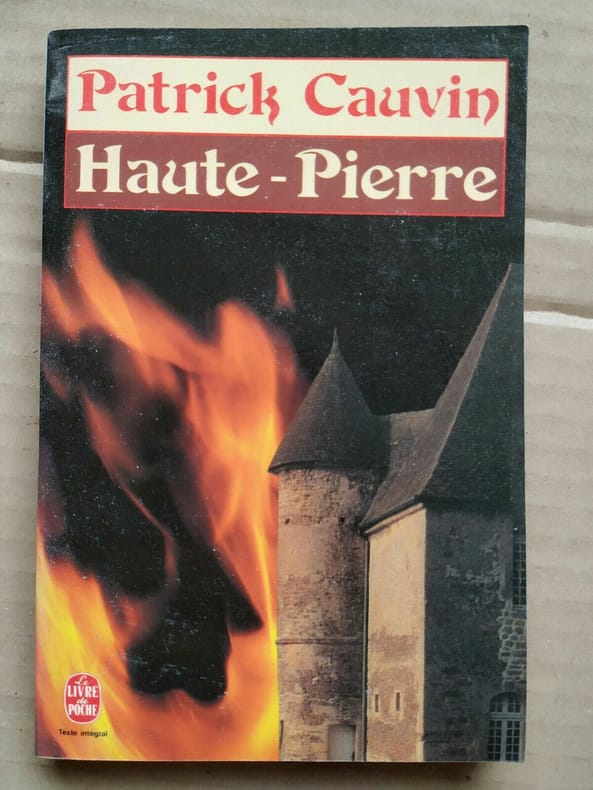 Patrick Cauvin
Haute-Pierre
Le
LIVRE
de
POCHE
Texte intégral